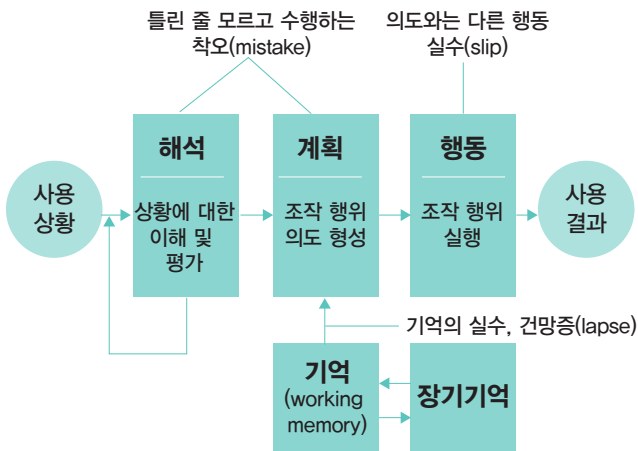 틀린 줄 모르고 수행하는
착오(mistake)
의도와는 다른 행동
실수(slip)
사용
상황
해석
상황에 대한
이해 및
평가
계획
조작 행위
의도 형성
행동
조작 행위
실행
사용
결과
기억의 실수, 건망증(lapse)
기억
(working
memory)
장기기억